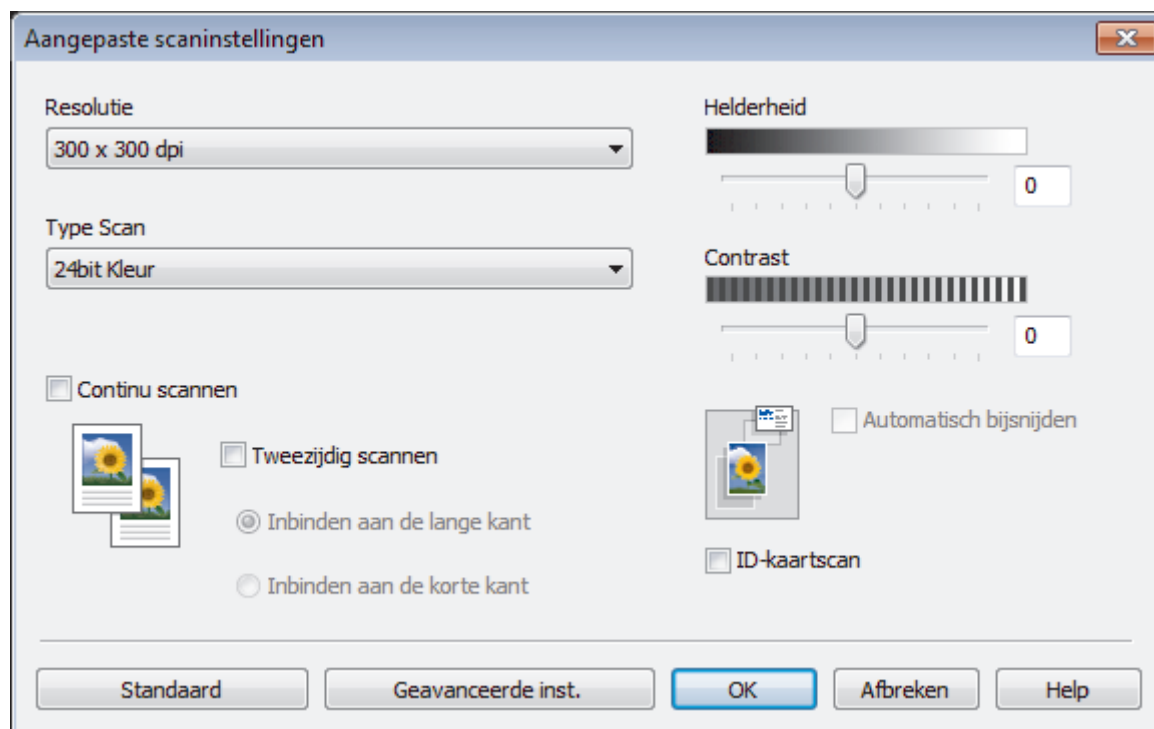 Aangepaste scaninstellingen
Resolutie
300 x 300 dpi
Type Scan
24bit Kleur
Continu scannen
Tweezijdig scannen
Inbinden aan de lange kant
Inbinden aan de korte kant
Helderheid
0
Contrast
0
Automatisch bijsnijden
ID-kaartscan
Standaard
Geavanceerde inst.
OK
Afbreken
Help